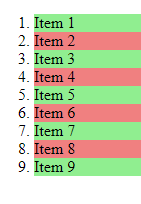 1. Item 1
2. Item 2
3. Item 3
4. Item 4
5. Item 5
6. Item 6
7. Item 7
8. Item 8
9. Item 9